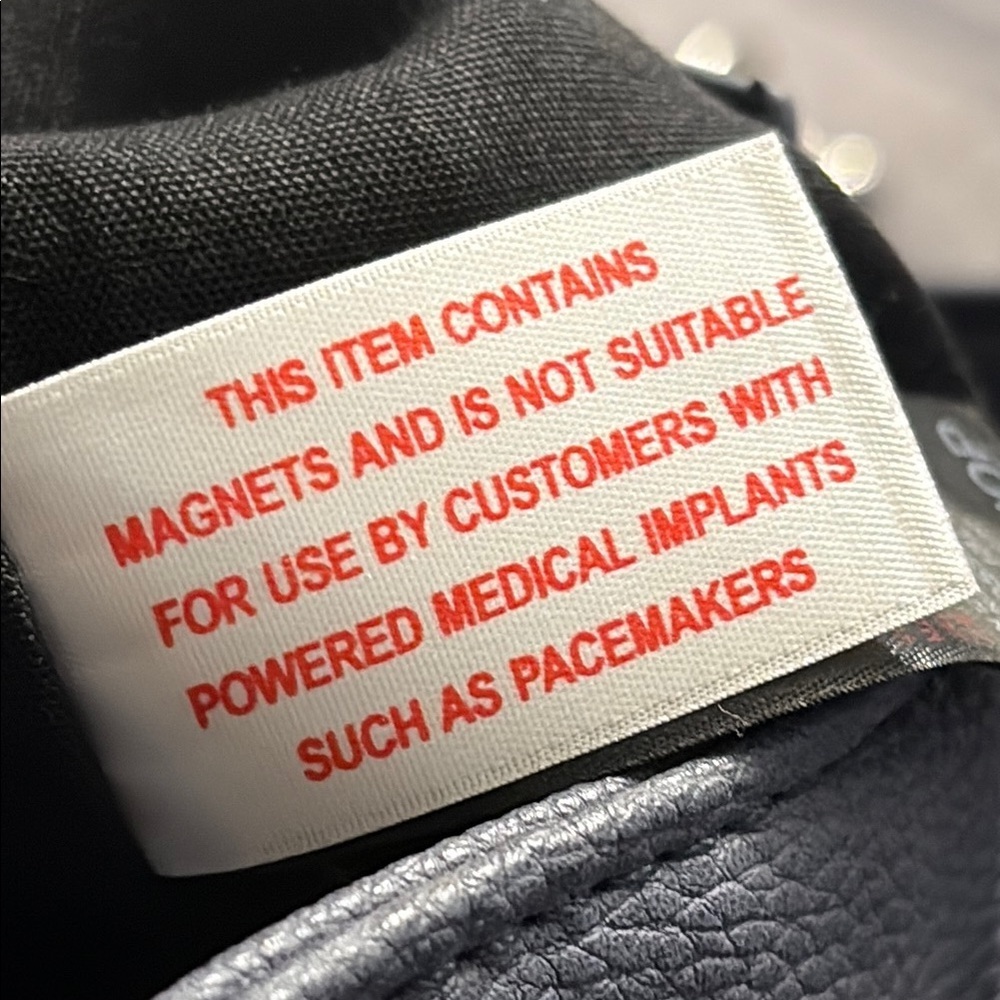 THIS ITEM CONTAINS
MAGNETS AND IS NOT SUITABLE
FOR USE BY CUSTOMERS WITH
POWERED MEDICAL IMPLANTS
SUCH AS PACEMAKERS